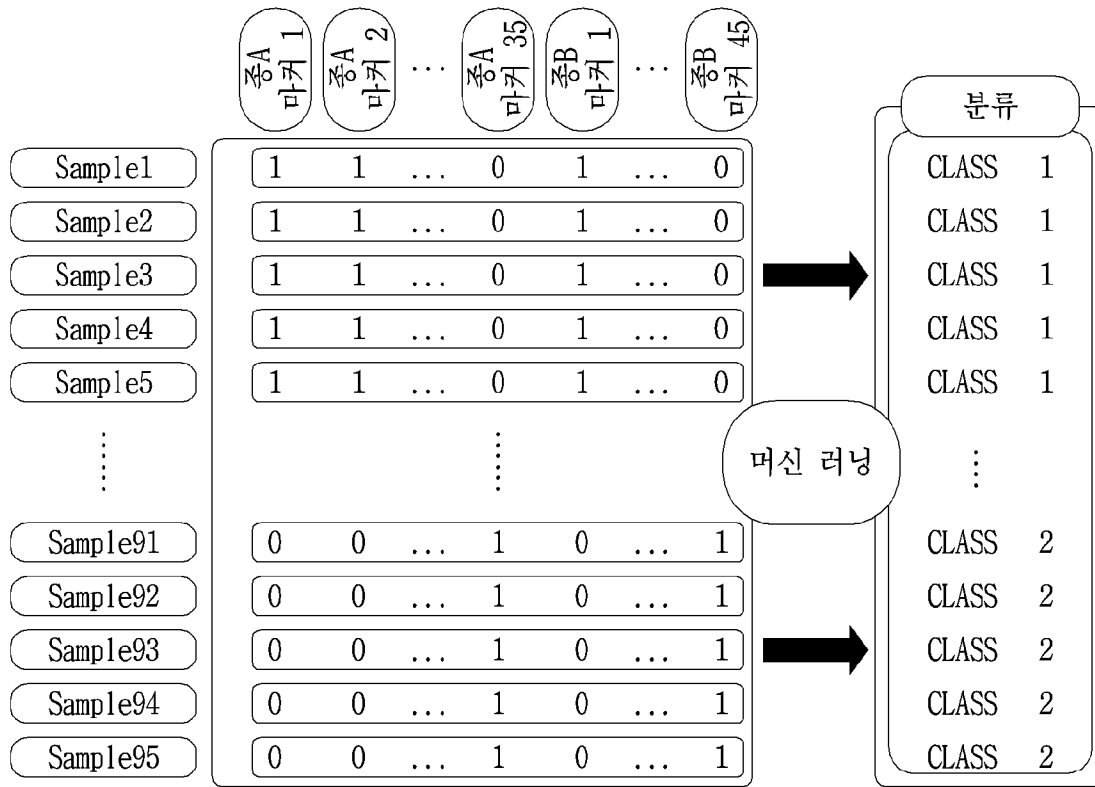 종A 마커 1
종A 마커 2
...
종A 마커 35
종B 마커 1
...
종B 마커 45
분류
Sample1 1 1 ... 0 1 ... 0 CLASS 1
Sample2 1 1 ... 0 1 ... 0 CLASS 1
Sample3 1 1 ... 0 1 ... 0 CLASS 1
Sample4 1 1 ... 0 1 ... 0 CLASS 1
Sample5 1 1 ... 0 1 ... 0 CLASS 1
머신 러닝
Sample91 0 0 ... 1 0 ... 1 CLASS 2
Sample92 0 0 ... 1 0 ... 1 CLASS 2
Sample93 0 0 ... 1 0 ... 1 CLASS 2
Sample94 0 0 ... 1 0 ... 1 CLASS 2
Sample95 0 0 ... 1 0 ... 1 CLASS 2